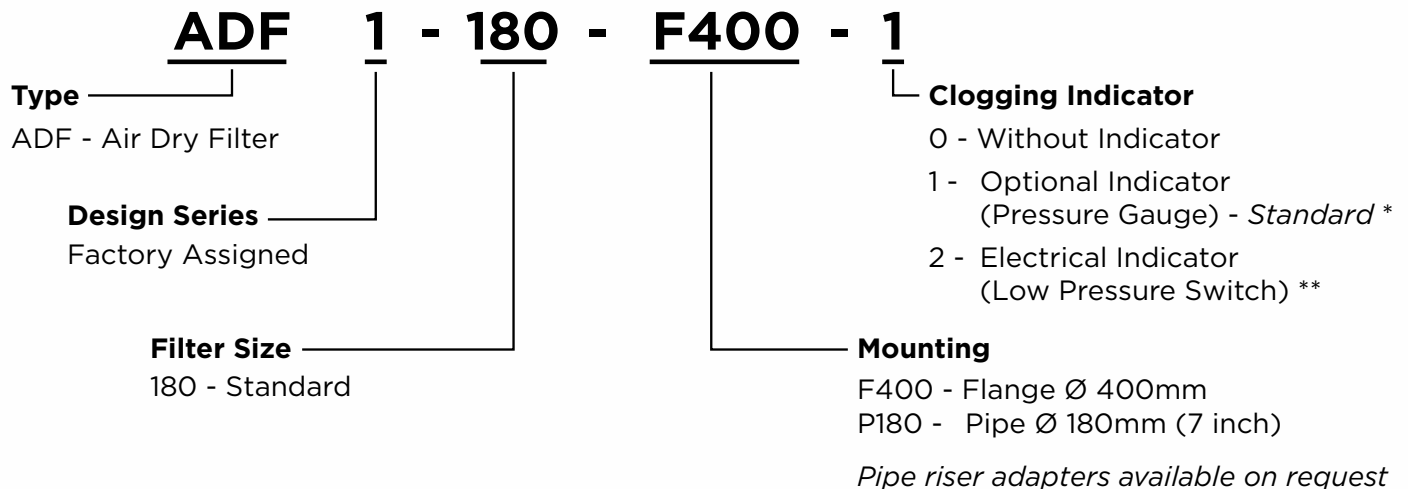 ADF 1 - 180 - F400 - 1
Type
ADF - Air Dry Filter
Design Series
Factory Assigned
Filter Size
180 - Standard
Clogging Indicator
0 - Without Indicator
1 - Optional Indicator
(Pressure Gauge) - Standard *
2 - Electrical Indicator
(Low Pressure Switch) **
Mounting
F400 - Flange Ø 400mm
P180 - Pipe Ø 180mm (7 inch)
Pipe riser adapters available on request